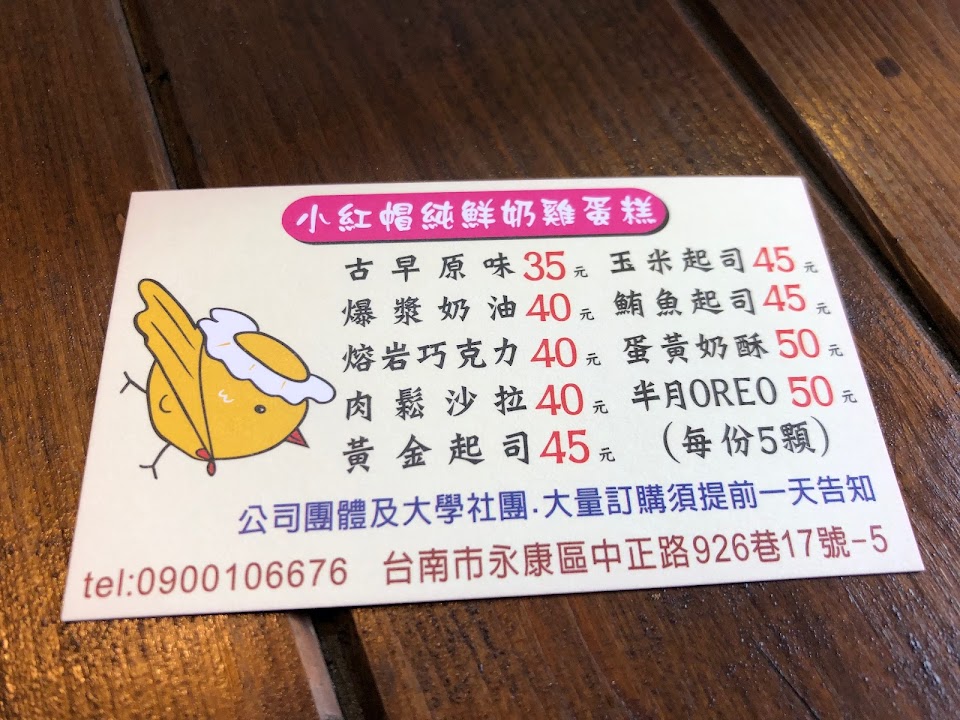 小紅帽純鮮奶雞蛋糕
古早原味35元 玉米起司45元
爆漿奶油40元 鮪魚起司45元
熔岩巧克力40元 蛋黃奶酥50元
肉鬆沙拉40元 半月OREO50元
黃金起司45元 (每份5顆)
公司團體及大學社團.大量訂購須提前一天告知
tel:0900106676 台南市永康區中正路926巷17號-5